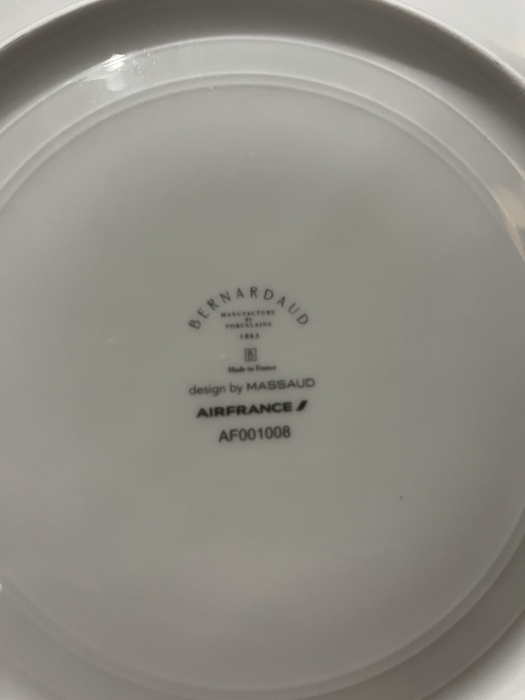 BERNARDAUD
MANUFACTURE
de
PORCELAINE
1863
B
Made in France
design by MASSAUD
AIRFRANCE
AF001008